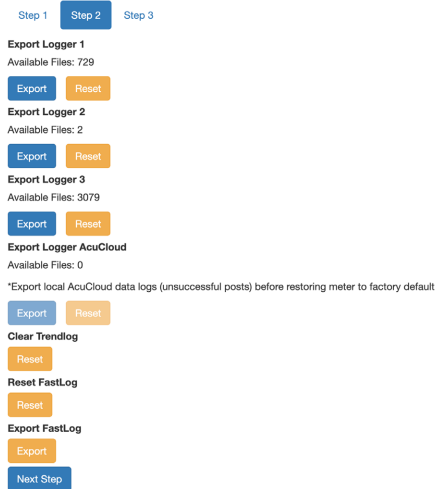 Step 1 Step 2 Step 3
Export Logger 1
Available Files: 729
Export Reset
Export Logger 2
Available Files: 2
Export Reset
Export Logger 3
Available Files: 3079
Export Reset
Export Logger AcuCloud
Available Files: 0
*Export local AcuCloud data logs (unsuccessful posts) before restoring meter to factory default
Export Reset
Clear Trendlog
Reset
Reset FastLog
Reset
Export FastLog
Export
Next Step